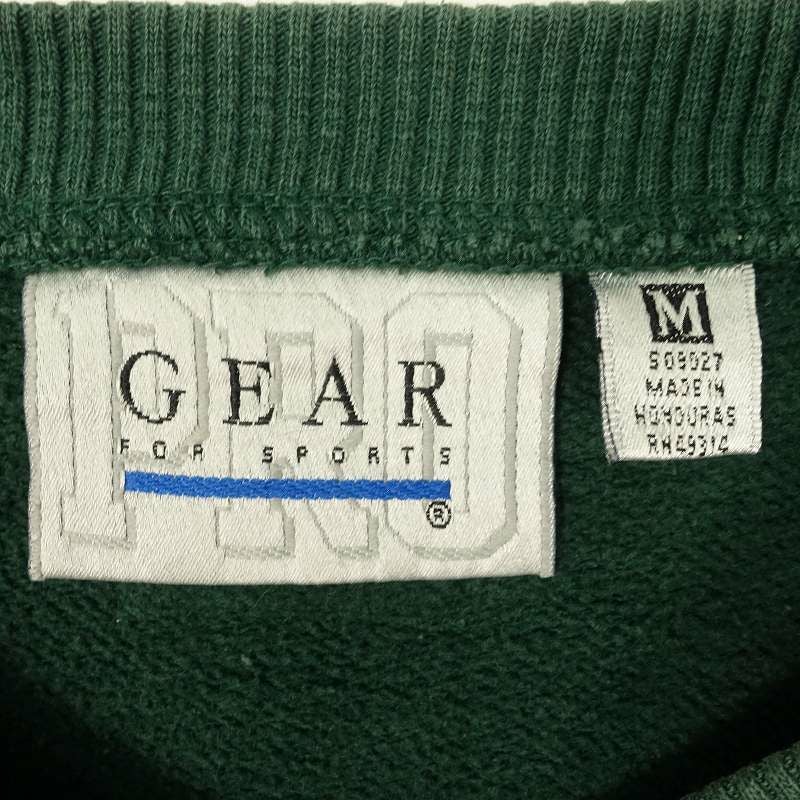 PRO
GEAR
FOR SPORTS
®
M
S09027
MADE IN
HONDURAS
RN49314